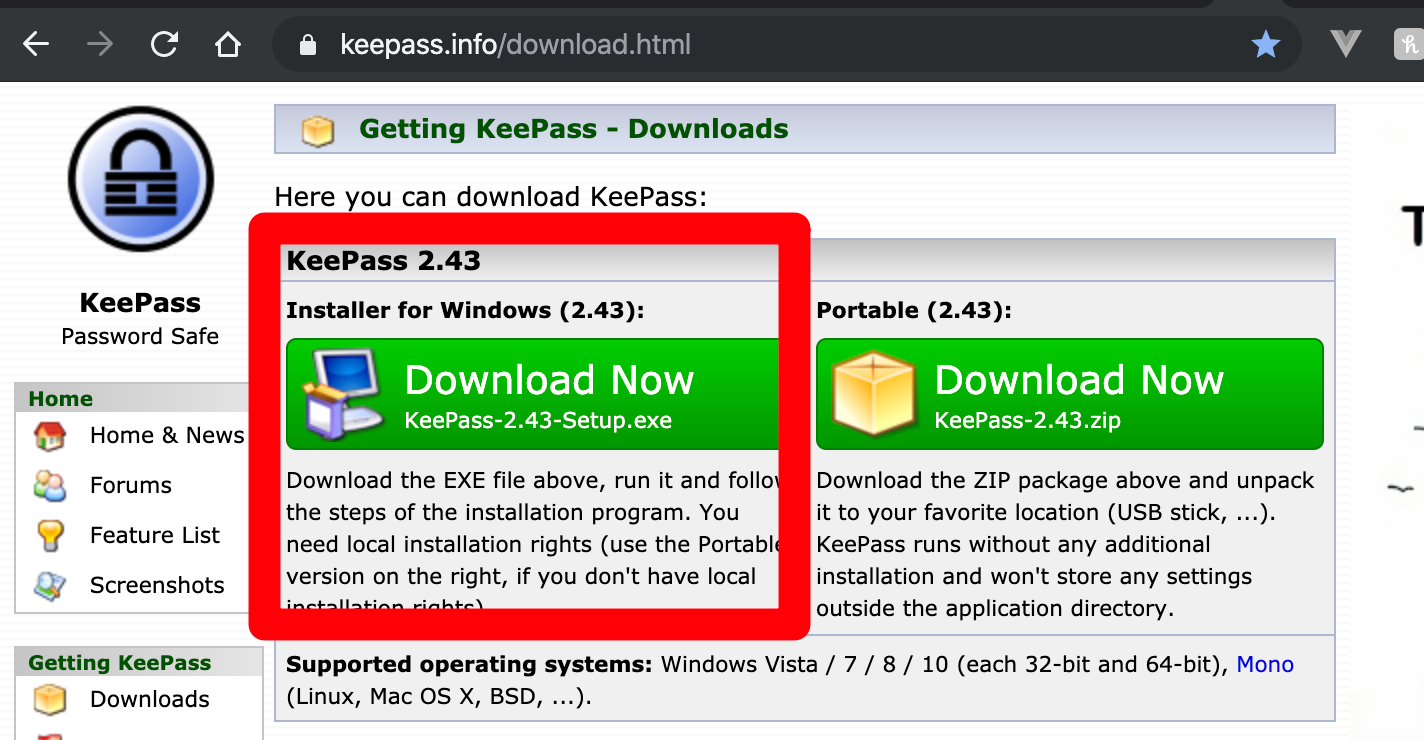 keepass.info/download.html
Getting KeePass - Downloads
Here you can download KeePass:
KeePass
Password Safe
Home
Home & News
Forums
Feature List
Screenshots
Getting KeePass
Downloads
KeePass 2.43
Installer for Windows (2.43):
Download Now
KeePass-2.43-Setup.exe
Download the EXE file above, run it and follow
the steps of the installation program. You
need local installation rights (use the Portable
version on the right, if you don't have local
installation rights).
Portable (2.43):
Download Now
KeePass-2.43.zip
Download the ZIP package above and unpack
it to your favorite location (USB stick, ...).
KeePass runs without any additional
installation and won't store any settings
outside the application directory.
Supported operating systems: Windows Vista / 7 / 8 / 10 (each 32-bit and 64-bit), Mono
(Linux, Mac OS X, BSD, ...).